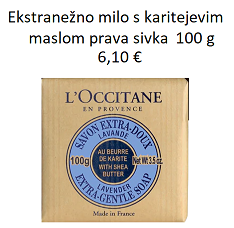 Ekstranežno milo s karitejevim
maslom prava sivka 100 g
6,10 €
L'OCCITANE
EN PROVENCE
SAVON EXTRA-DOUX
LAVANDE
100g
AU BEURRE
DE KARITE
WITH SHEA
BUTTER
Net Wt: 3.5 oz.
LAVENDER
EXTRA-GENTLE SOAP
Made in France